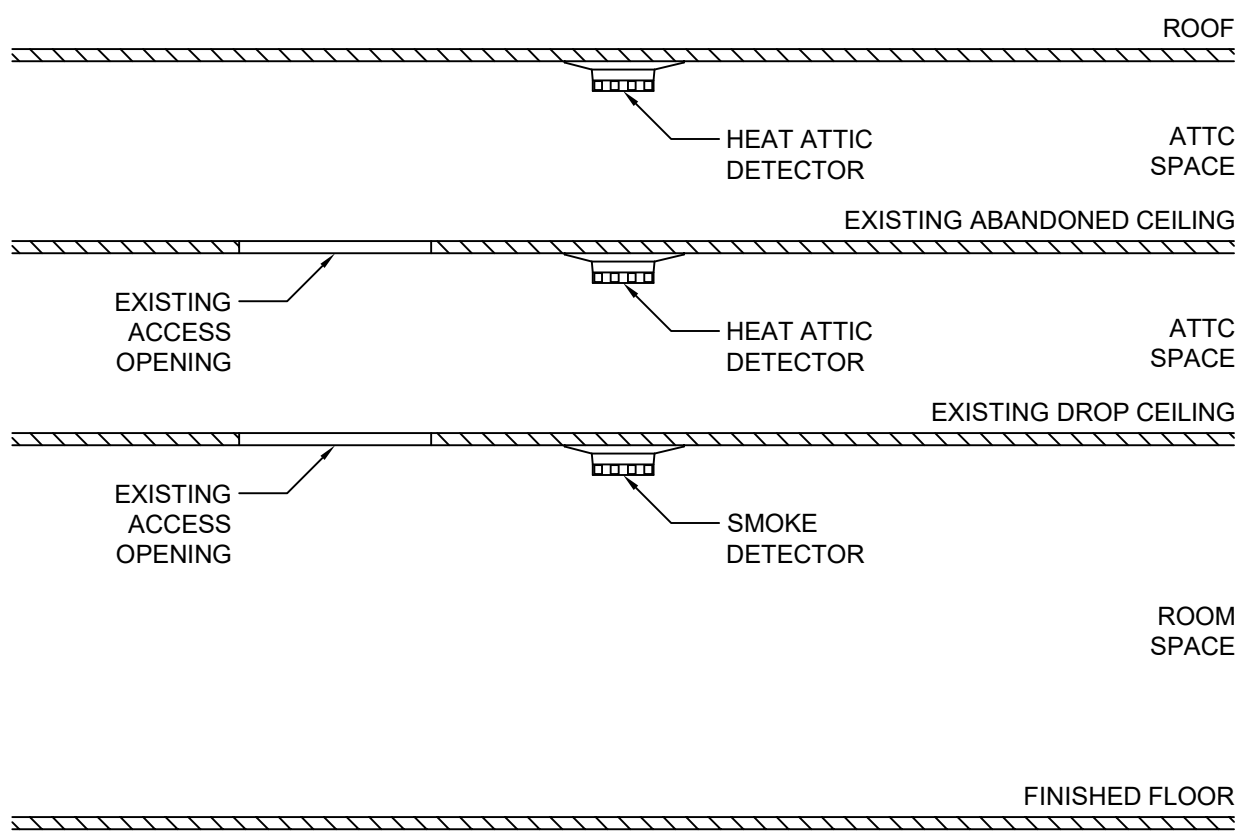 ROOF
HEAT ATTIC
DETECTOR
ATTC
SPACE
EXISTING ABANDONED CEILING
EXISTING
ACCESS
OPENING
HEAT ATTIC
DETECTOR
ATTC
SPACE
EXISTING DROP CEILING
EXISTING
ACCESS
OPENING
SMOKE
DETECTOR
ROOM
SPACE
FINISHED FLOOR